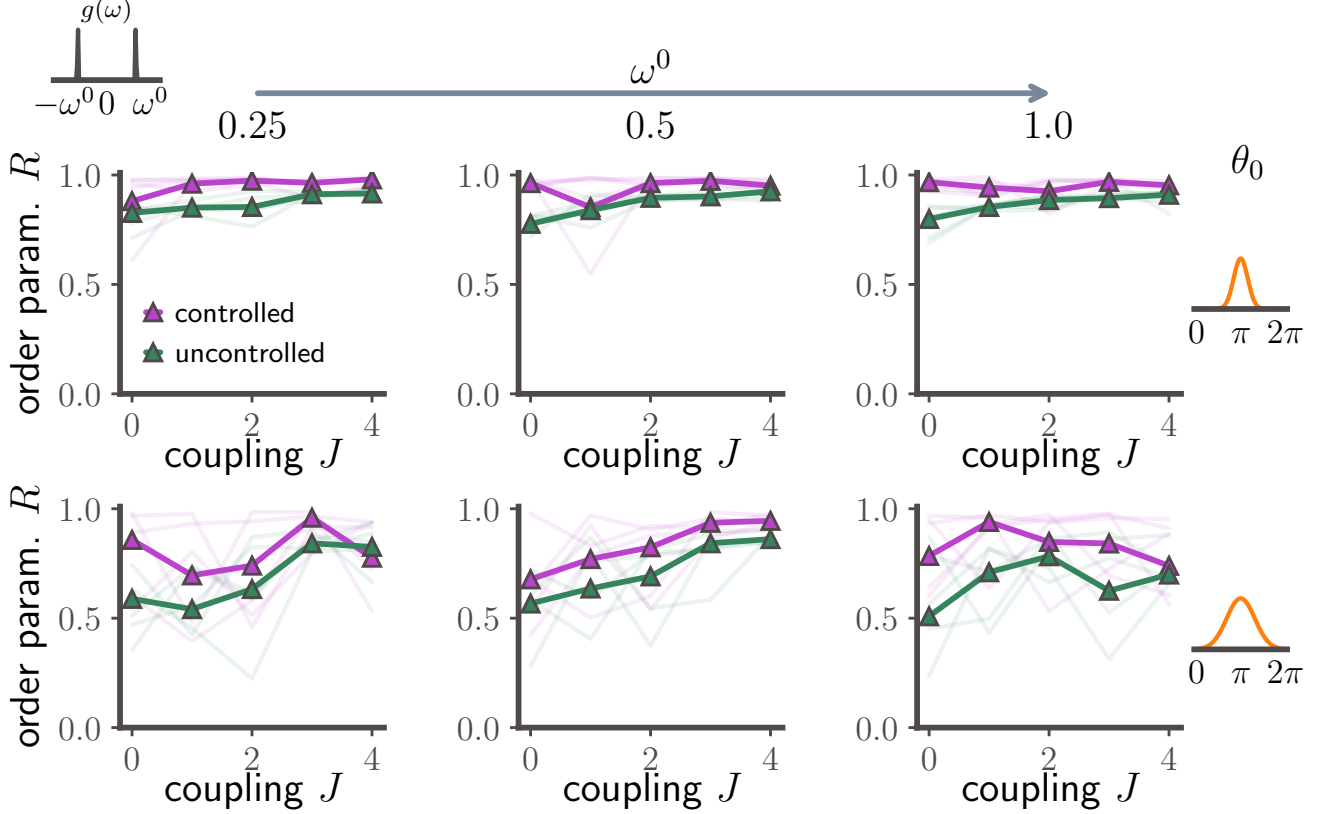 g(ω)
−ω⁰ 0 ω⁰
ω⁰
0.25 0.5 1.0
θ₀
order param. R
1.0
0.5
0.0
controlled
uncontrolled
0 2 4
coupling J
1.0
0.5
0.0
0 2 4
coupling J
1.0
0.5
0.0
0 2 4
coupling J
0 π 2π
order param. R
1.0
0.5
0.0
0 2 4
coupling J
1.0
0.5
0.0
0 2 4
coupling J
1.0
0.5
0.0
0 2 4
coupling J
0 π 2π